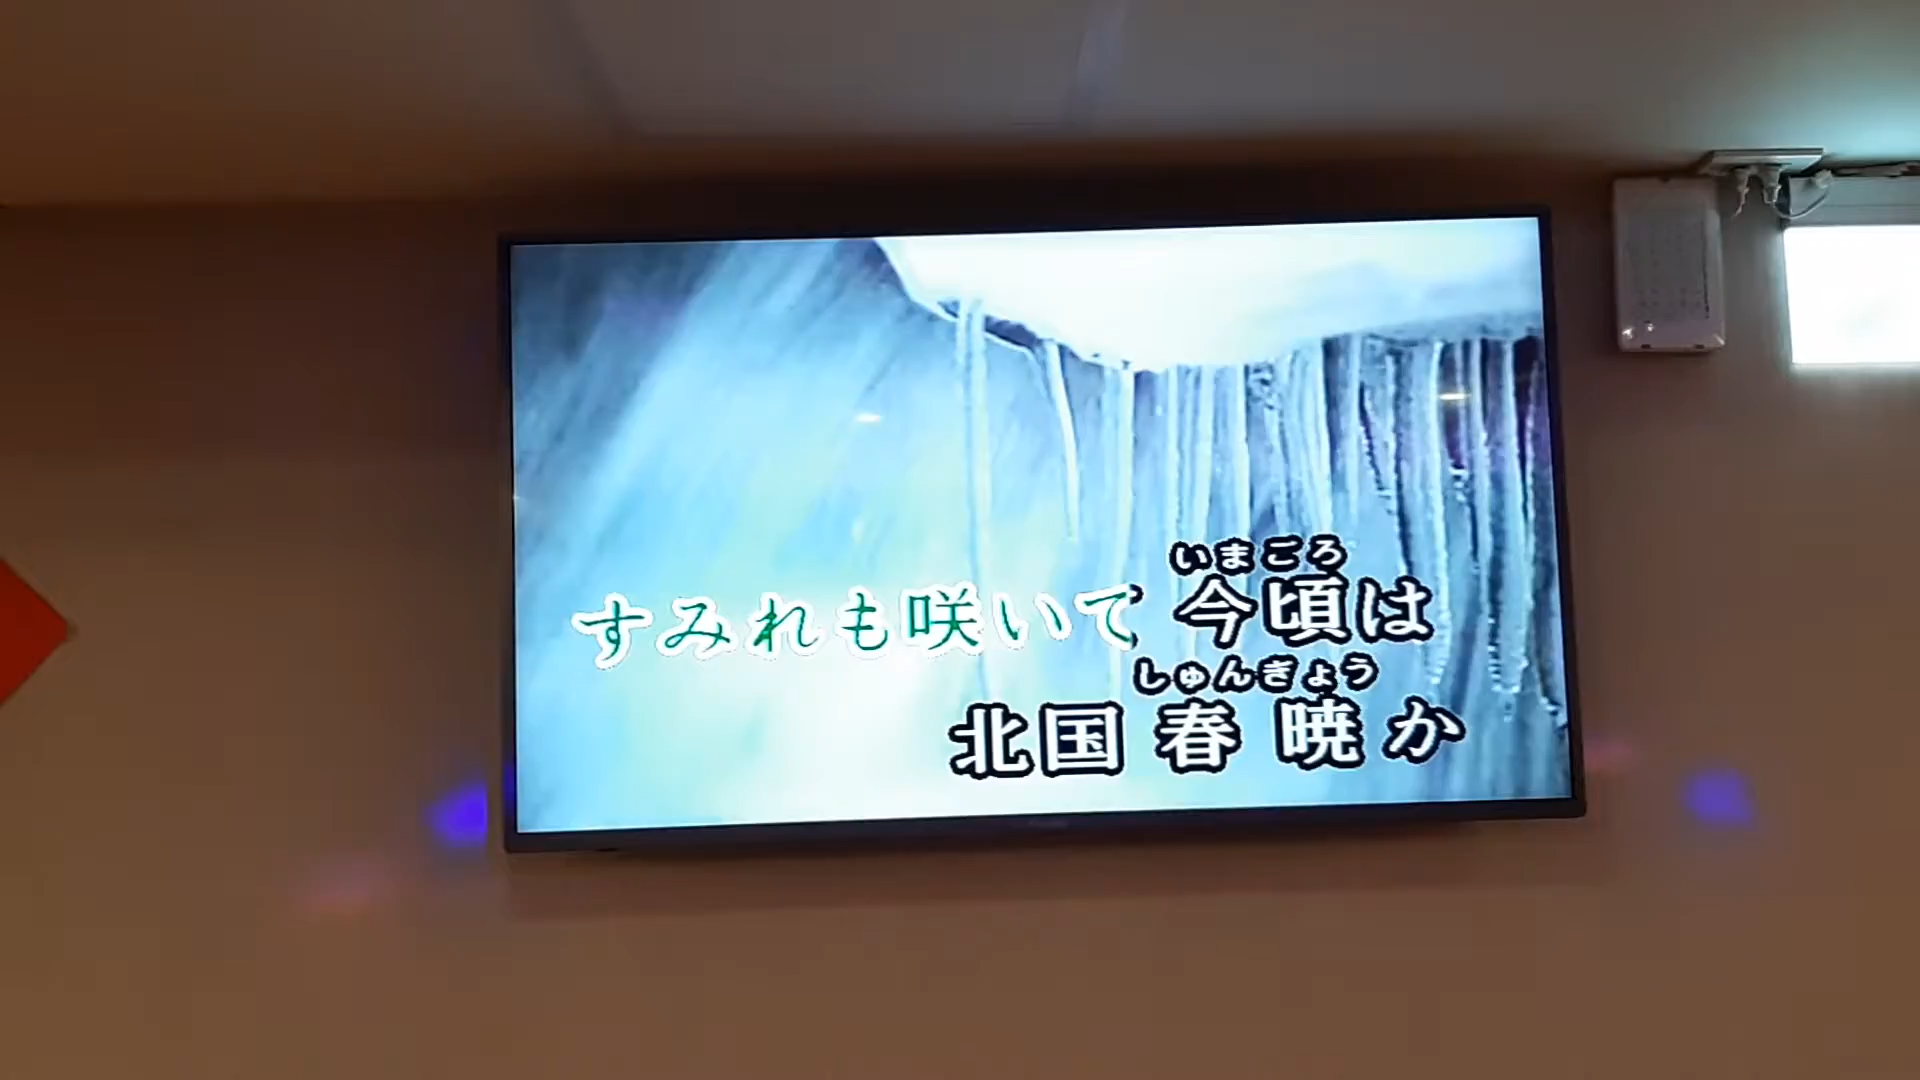 いまごろ
すみれも咲いて 今頃は
しゅんぎょう
北国 春 暁 か